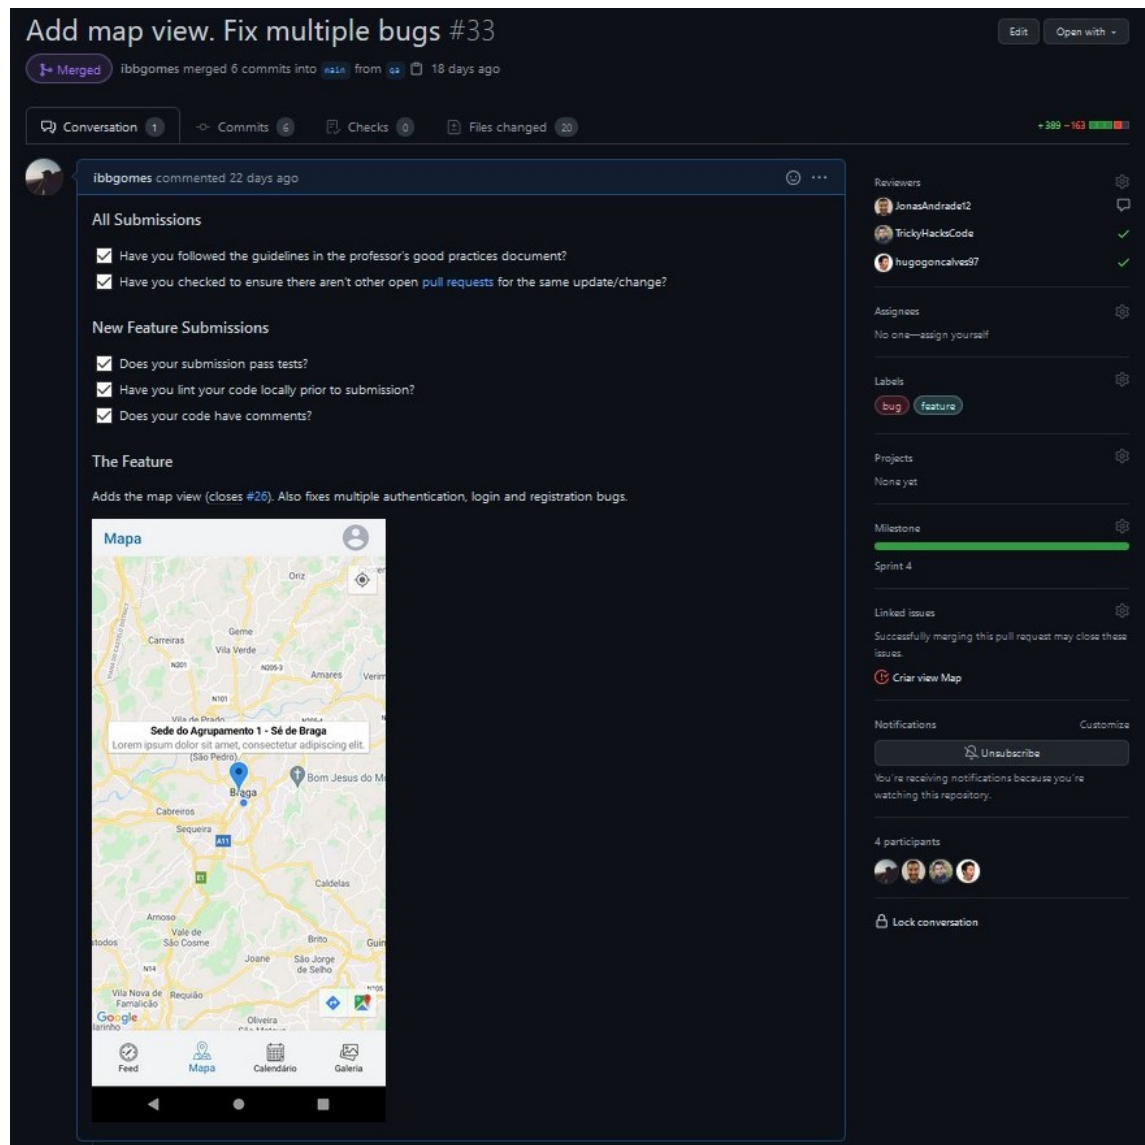 Add map view. Fix multiple bugs #33
Edit
Open with
Merged
ibbgomes merged 6 commits into main from qa 18 days ago
Conversation 1
Commits 6
Checks 0
Files changed 20
+389 −163
ibbgomes commented 22 days ago
All Submissions
Have you followed the guidelines in the professor's good practices document?
Have you checked to ensure there aren't other open pull requests for the same update/change?
New Feature Submissions
Does your submission pass tests?
Have you lint your code locally prior to submission?
Does your code have comments?
The Feature
Adds the map view (closes #26). Also fixes multiple authentication, login and registration bugs.
Mapa
Oriz
Geme
Carreiras
Vila Verde
N201
N205-3
Amares
Verim
N101
Vila de Prado
Sede do Agrupamento 1 - Sé de Braga
Lorem ipsum dolor sit amet, consectetur adipiscing elit.
(São Pedro)
Bom Jesus do M
Braga
Cabreiros
Sequeira
A11
E1
Caldelas
Arnoso
Vale de
São Cosme
atodos
Brito
Guin
Joane
São Jorge
de Selho
N14
N105
Vila Nova de
Famalicão
Requião
Google
larinho
Oliveira
São Mateus
Feed
Mapa
Calendário
Galeria
Reviewers
JonasAndrade12
TrickyHacksCode
hugogoncalves97
Assignees
No one—assign yourself
Labels
bug
feature
Projects
None yet
Milestone
Sprint 4
Linked issues
Successfully merging this pull request may close these
issues.
Criar view Map
Notifications
Customize
Unsubscribe
You're receiving notifications because you're
watching this repository.
4 participants
Lock conversation